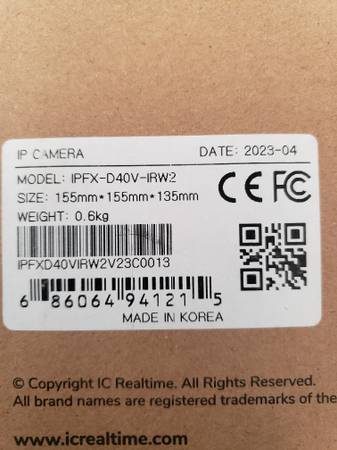 IP CAMERA DATE: 2023-04
MODEL: IPFX-D40V-IRW2
SIZE: 155mm*155mm*135mm
WEIGHT: 0.6kg
CE FC
IPFXD40VIRW2V23C0013
6 86064 94121 5
MADE IN KOREA
© Copyright IC Realtime. All Rights Reserved.
All brand names are registered trademarks of the
www.icrealtime.com